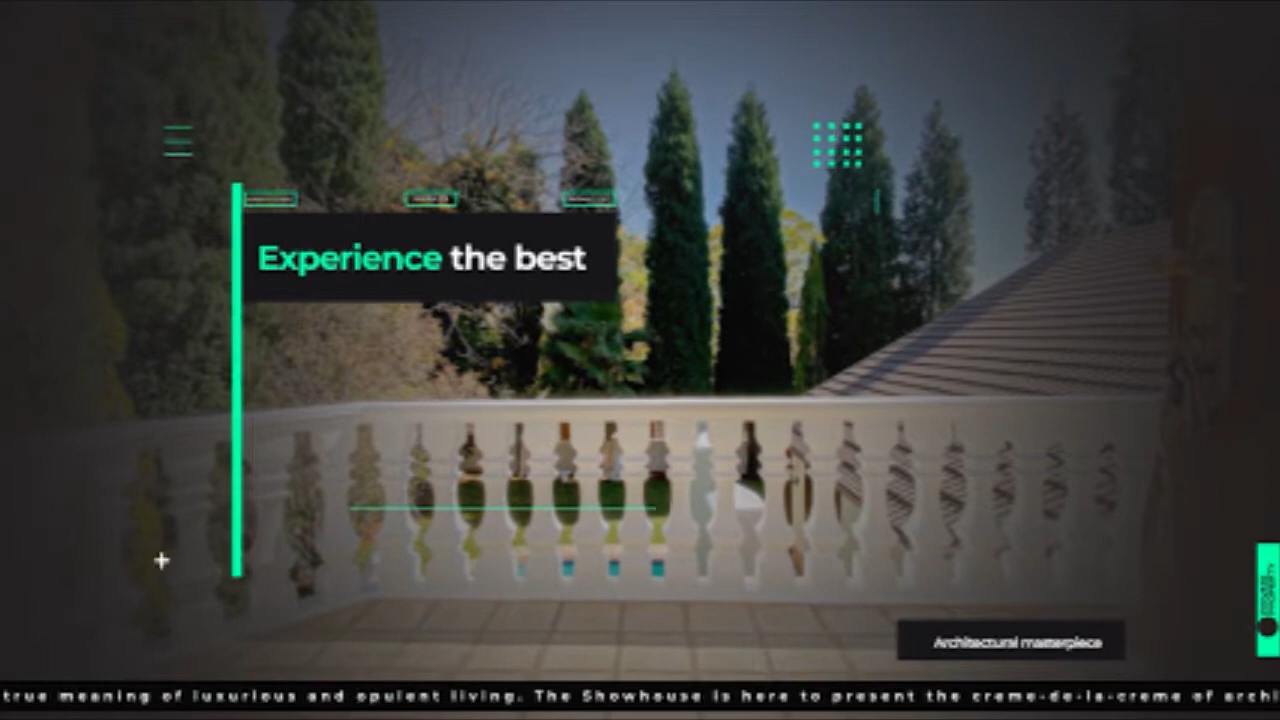 Experience the best
Architectural masterpiece
true meaning of luxurious and opulent living. The Showhouse is here to present the creme-de-la-creme of archi